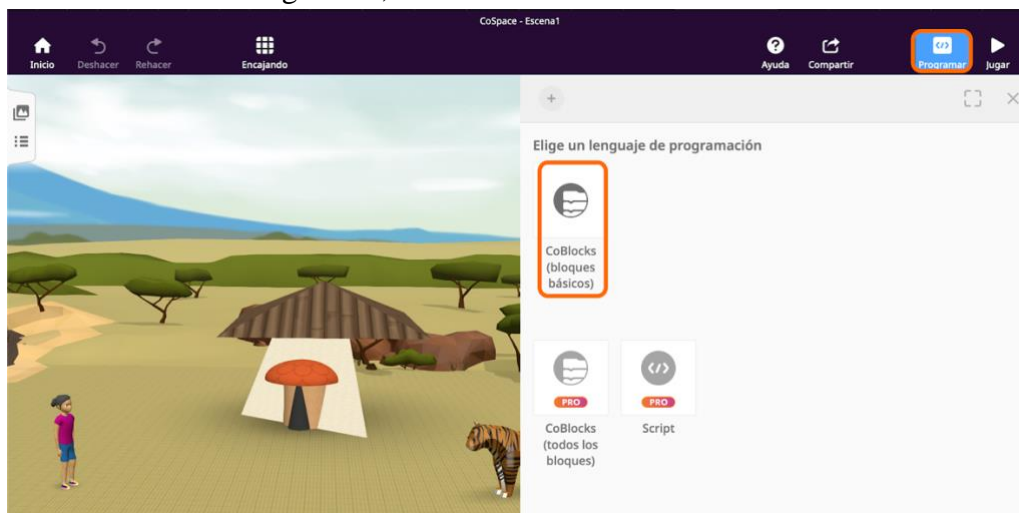 CoSpace - Escena1
Inicio
Deshacer
Rehacer
Encajando
Ayuda
Compartir
Programar
Jugar
Elige un lenguaje de programación
CoBlocks
(bloques
básicos)
PRO
PRO
CoBlocks
(todos los
bloques)
Script